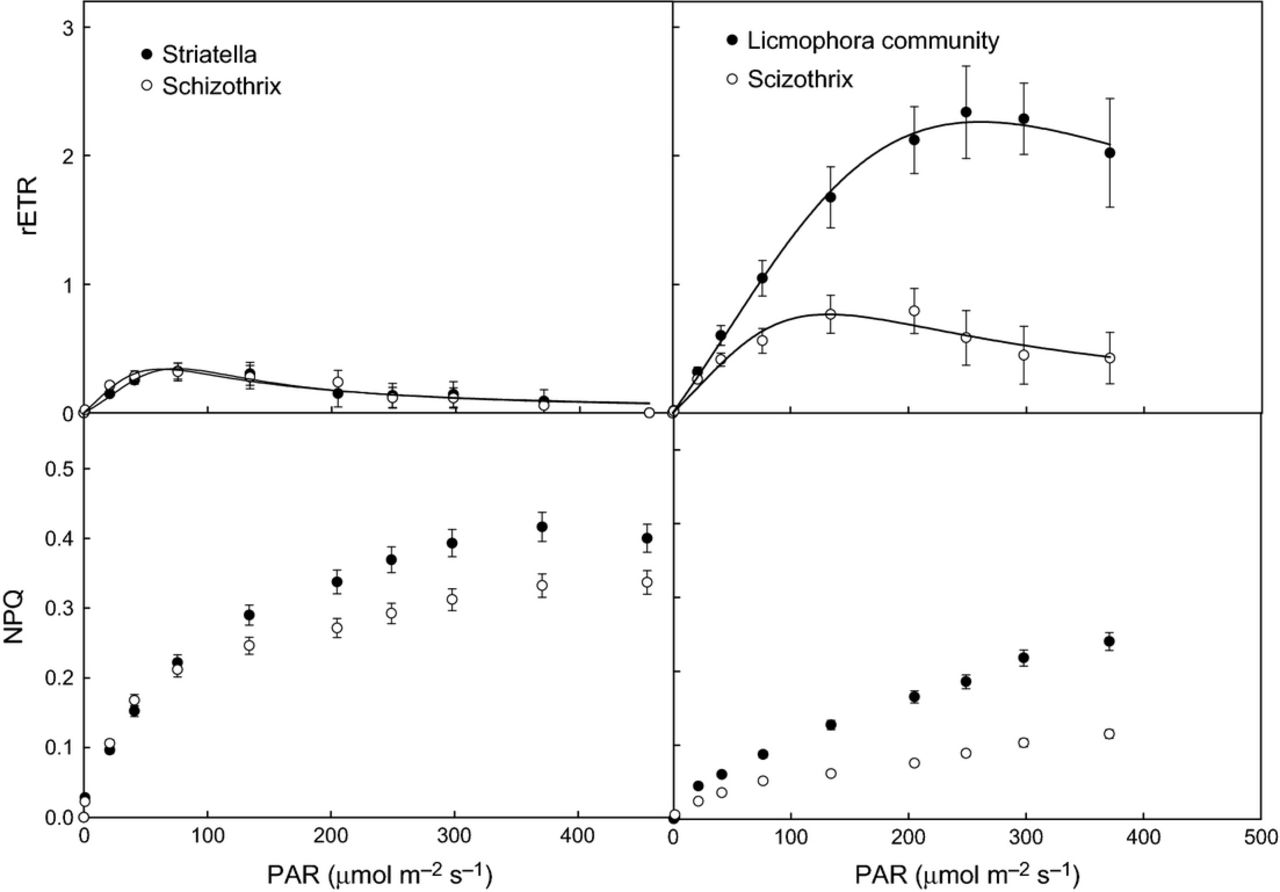 3
2
1
0
rETR
Striatella
Schizothrix
Licmophora community
Scizothrix
0.5
0.4
0.3
0.2
0.1
0.0
NPQ
0 100 200 300 400
0 100 200 300 400 500
PAR (μmol m–2 s–1)
PAR (μmol m–2 s–1)